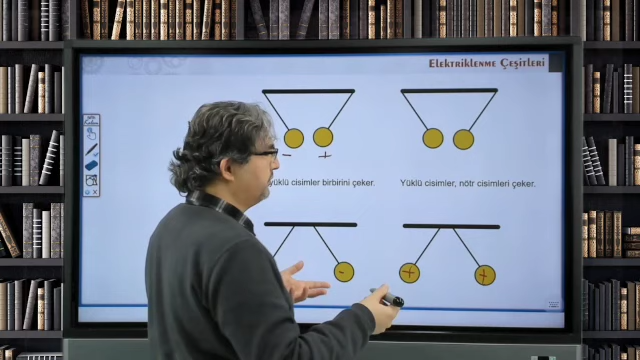 Elektriklenme Çeşitleri
- +
yüklü cisimler birbirini çeker.
Yüklü cisimler, nötr cisimleri çeker.
- + +